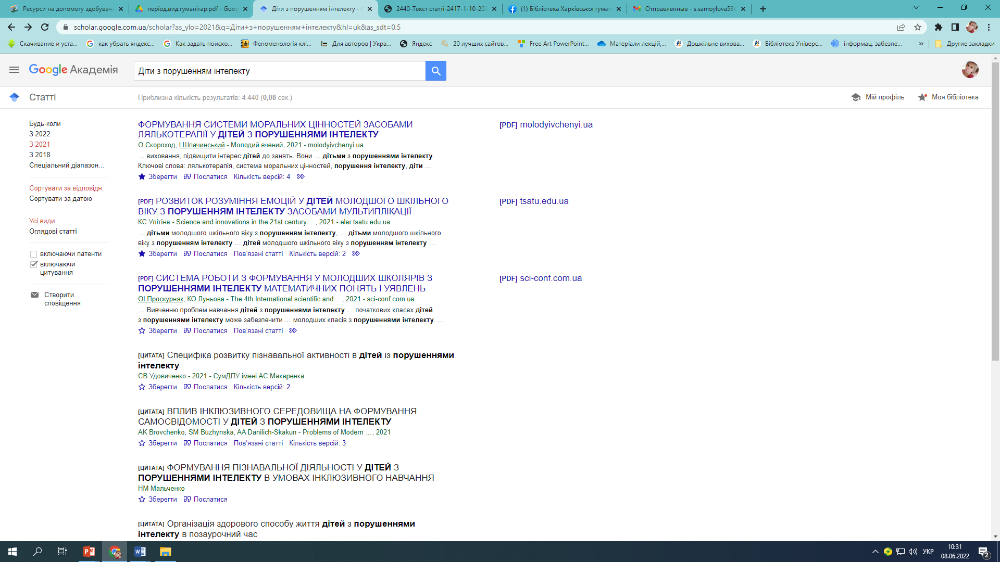 Ресурси на допомогу здобувач
період.вид.гуманітар.pdf - Goog
Діти з порушенням інтелекту -
2440-Текст статті-2417-1-10-202
(1) Бібліотека Харківської гуман
Отправленные - s.samoylova586
scholar.google.com.ua/scholar?as_ylo=2021&q=Діти+з+порушенням+інтелекту&hl=uk&as_sdt=0,5
Скачивание и уста...
как убрать яндекс...
Как задать поиско...
Феноменологія клі...
Для авторов | Укра...
Яндекс
20 лучших сайтов...
Free Art PowerPoint...
Матеріали лекцій,...
Дошкільне вихова...
Бібліотека Універс...
інформац. забезпе...
»
Другие закладки
Google Академія
Діти з порушенням інтелекту
Статті
Приблизна кількість результатів: 4 440 (0,08 сек.)
Мій профіль
Моя бібліотека
Будь-коли
З 2022
З 2021
З 2018
Спеціальний діапазон...
Сортувати за відповідн.
Сортувати за датою
Усі види
Оглядові статті
включаючи патенти
включаючи
цитування
Створити
сповіщення
ФОРМУВАННЯ СИСТЕМИ МОРАЛЬНИХ ЦІННОСТЕЙ ЗАСОБАМИ
ЛЯЛЬКОТЕРАПІЇ У ДІТЕЙ З ПОРУШЕННЯМИ ІНТЕЛЕКТУ
О Скороход, І Шпачинський - Молодий вчений, 2021 - molodyivchenyi.ua
… виховання, підвищити інтерес дітей до занять. Вони … дітьми з порушеннями інтелекту.
Ключові слова: лялькотерапія, система моральних цінностей, порушення інтелекту, діти …
Зберегти Послатися Кількість версій: 4
[PDF] molodyivchenyi.ua
[PDF] РОЗВИТОК РОЗУМІННЯ ЕМОЦІЙ У ДІТЕЙ МОЛОДШОГО ШКІЛЬНОГО
ВІКУ З ПОРУШЕННЯМ ІНТЕЛЕКТУ ЗАСОБАМИ МУЛЬТИПЛІКАЦІЇ
КС Улітіна - Science and innovations in the 21st century …, 2021 - elar.tsatu.edu.ua
… дітьми молодшого шкільного віку з порушенням інтелекту, … дітьми молодшого шкільного
віку з порушенням інтелекту … дітей молодшого шкільного віку з порушенням інтелекту …
Зберегти Послатися Пов'язані статті Кількість версій: 2
[PDF] tsatu.edu.ua
[PDF] СИСТЕМА РОБОТИ З ФОРМУВАННЯ У МОЛОДШИХ ШКОЛЯРІВ З
ПОРУШЕННЯМИ ІНТЕЛЕКТУ МАТЕМАТИЧНИХ ПОНЯТЬ І УЯВЛЕНЬ
ОІ Проскурняк, КО Луньова - The 4th International scientific and …, 2021 - sci-conf.com.ua
… Вивченню проблем навчання дітей з порушеннями інтелекту … початкових класах дітей
з порушеннями інтелекту може забезпечити … молодших класів з порушеннями інтелекту. …
Зберегти Послатися Пов'язані статті
[PDF] sci-conf.com.ua
[ЦИТАТА] Специфіка розвитку пізнавальної активності в дітей із порушеннями
інтелекту
СВ Удовиченко - 2021 - СумДПУ імені АС Макаренка
Зберегти Послатися Кількість версій: 2
[ЦИТАТА] ВПЛИВ ІНКЛЮЗИВНОГО СЕРЕДОВИЩА НА ФОРМУВАННЯ
САМОСВІДОМОСТІ У ДІТЕЙ З ПОРУШЕННЯМИ ІНТЕЛЕКТУ
AK Brovchenko, SM Buzhynska, AA Danilich-Skakun - Problems of Modern …, 2021
Зберегти Послатися Пов'язані статті Кількість версій: 3
[ЦИТАТА] ФОРМУВАННЯ ПІЗНАВАЛЬНОЇ ДІЯЛЬНОСТІ У ДІТЕЙ З
ПОРУШЕННЯМИ ІНТЕЛЕКТУ В УМОВАХ ІНКЛЮЗИВНОГО НАВЧАННЯ
НМ Мальченко
Зберегти Послатися
[ЦИТАТА] Організація здорового способу життя дітей з порушеннями
інтелекту в позаурочний час
УКР
10:31
08.06.2022
2